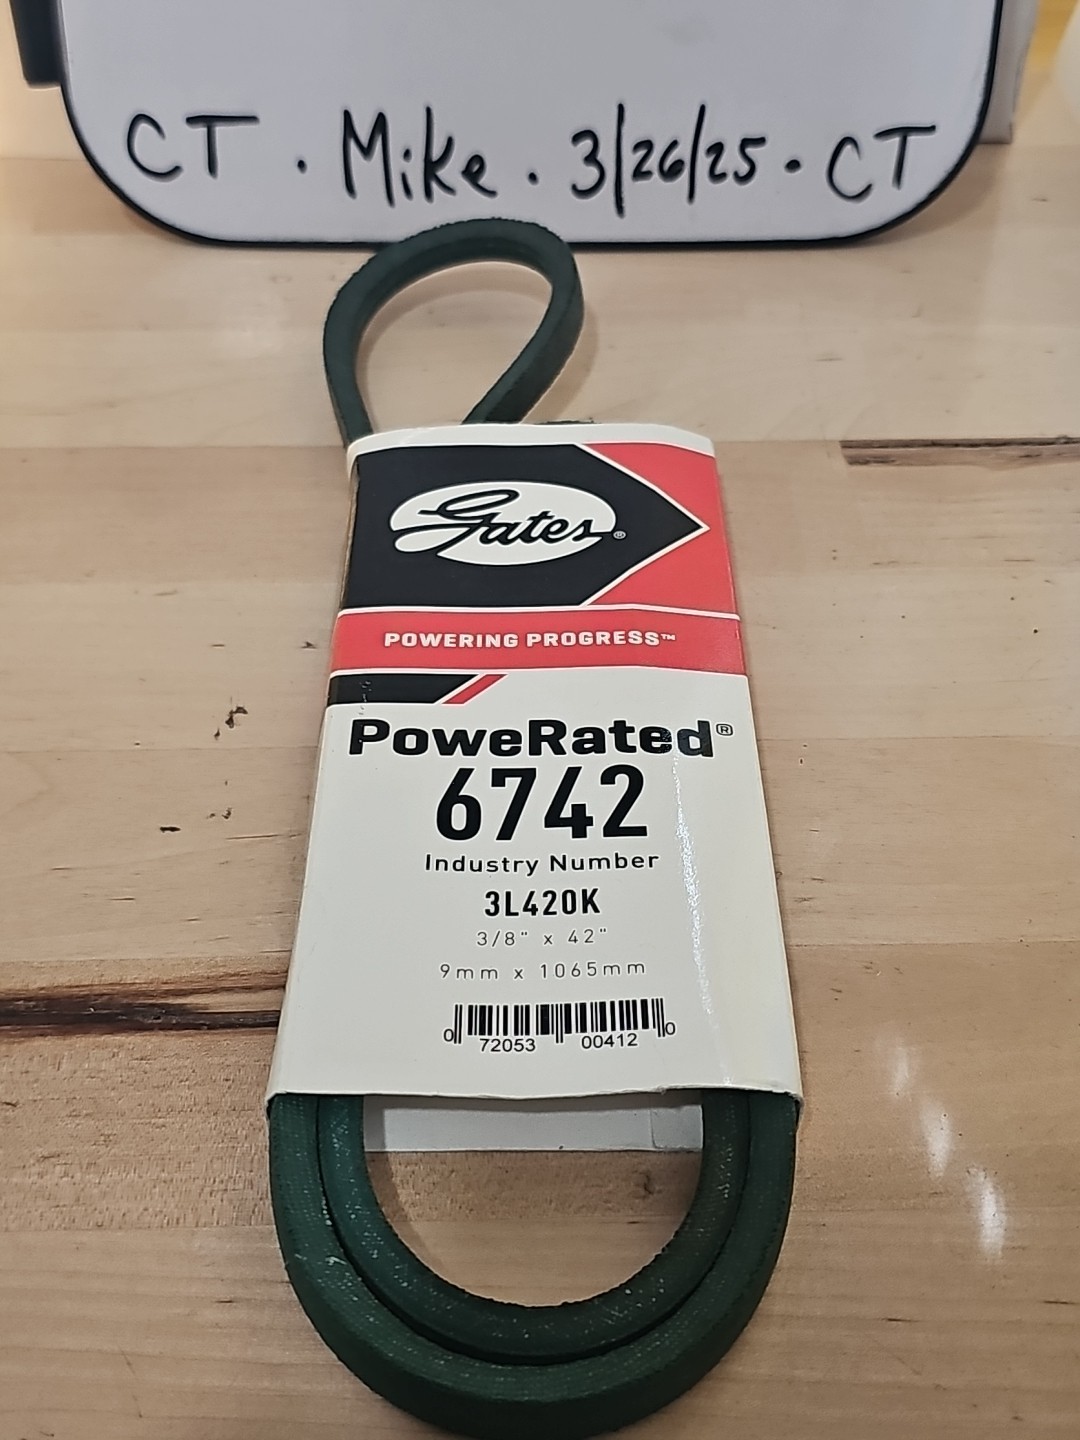 CT · Mike · 3/26/25 · CT
Gates®
POWERING PROGRESS™
PoweRated®
6742
Industry Number
3L420K
3/8" x 42"
9mm x 1065mm
0 72053 00412 0